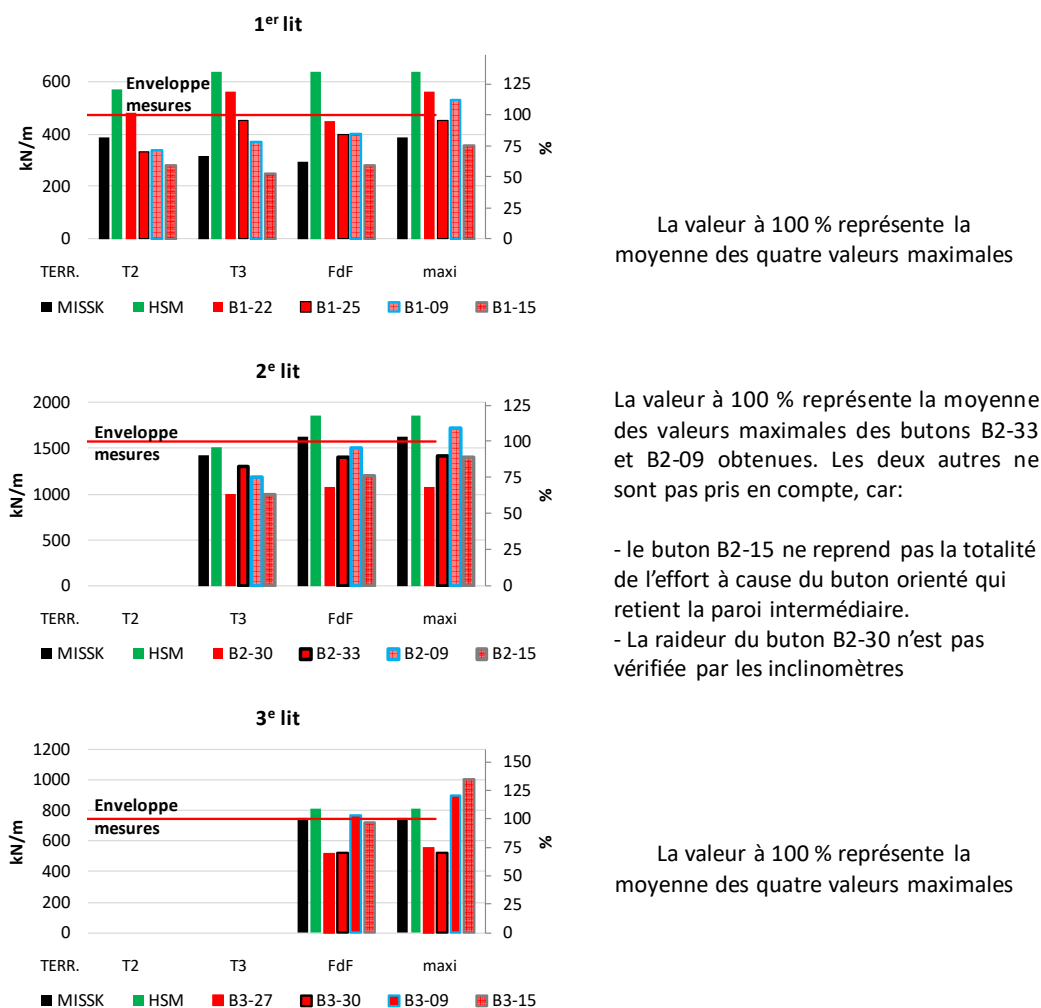 1er lit
600
400
200
0
kN/m
Enveloppe
mesures
125
100
75
50
25
0
%
TERR. T2 T3 FdF maxi
MISSK HSM B1-22 B1-25 B1-09 B1-15
La valeur à 100 % représente la
moyenne des quatre valeurs maximales
2e lit
2000
1500
1000
500
0
kN/m
Enveloppe
mesures
125
100
75
50
25
0
%
TERR. T2 T3 FdF maxi
MISSK HSM B2-30 B2-33 B2-09 B2-15
La valeur à 100 % représente la moyenne
des valeurs maximales des butons B2-33
et B2-09 obtenues. Les deux autres ne
sont pas pris en compte, car:
- le buton B2-15 ne reprend pas la totalité
de l’effort à cause du buton orienté qui
retient la paroi intermédiaire.
- La raideur du buton B2-30 n’est pas
vérifiée par les inclinomètres
3e lit
1200
1000
800
600
400
200
0
kN/m
Enveloppe
mesures
150
125
100
75
50
25
0
%
TERR. T2 T3 FdF maxi
MISSK HSM B3-27 B3-30 B3-09 B3-15
La valeur à 100 % représente la
moyenne des quatre valeurs maximales